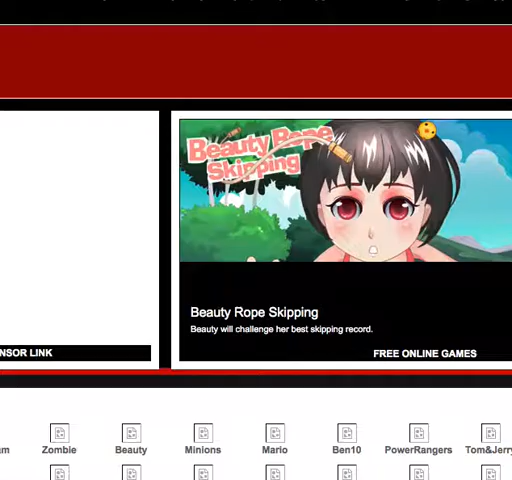 Beauty Rope
Skipping
Beauty Rope Skipping
Beauty will challenge her best skipping record.
NSOR LINK
FREE ONLINE GAMES
am Zombie Beauty Minions Mario Ben10 PowerRangers Tom&Jerry